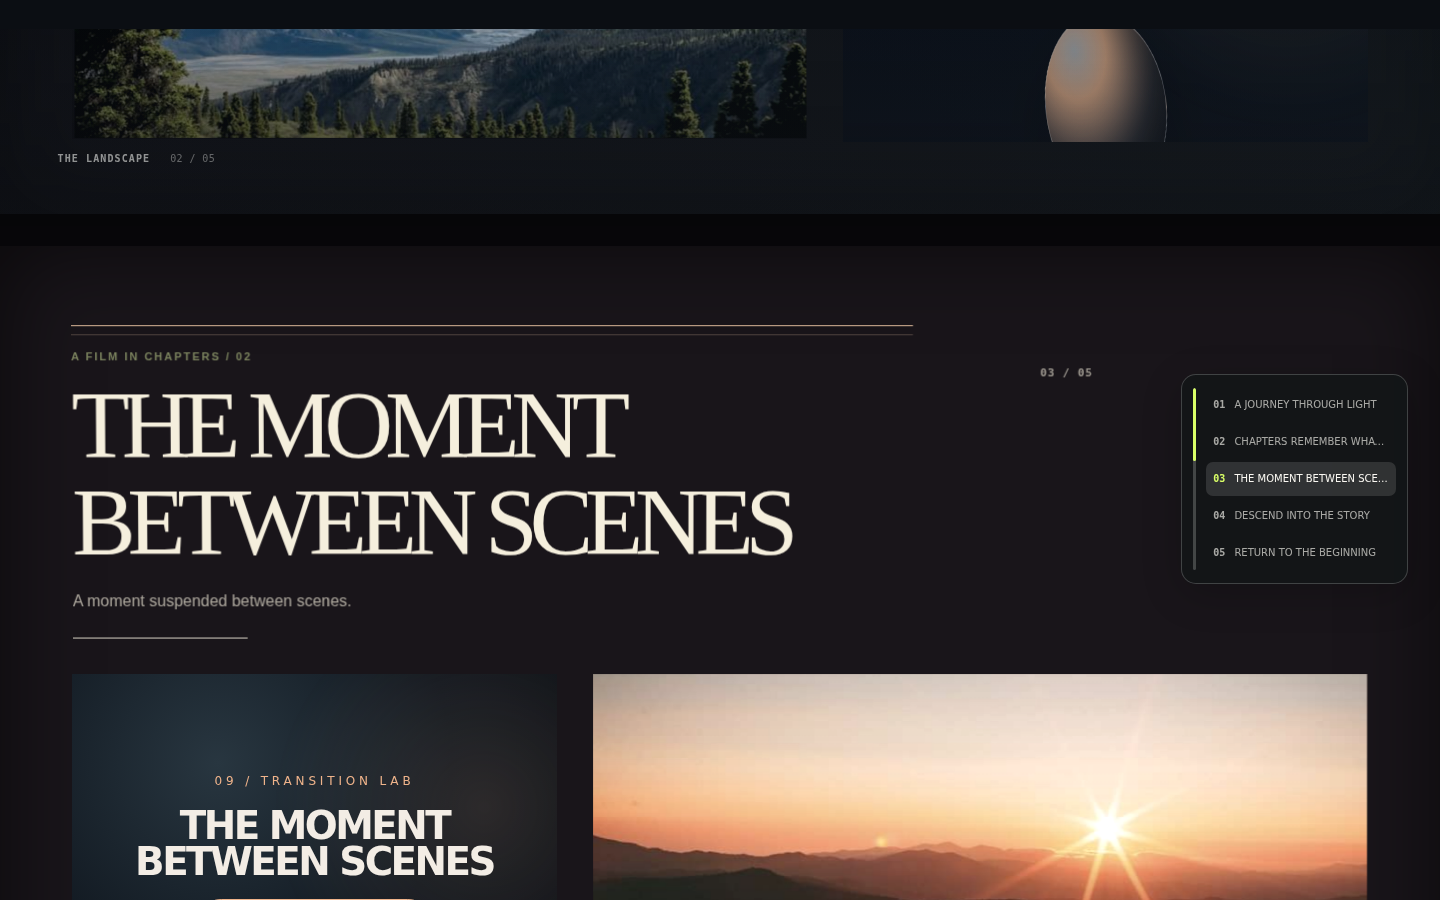 THE LANDSCAPE 02 / 05
A FILM IN CHAPTERS / 02
03 / 05
THE MOMENT
BETWEEN SCENES
A moment suspended between scenes.
01 A JOURNEY THROUGH LIGHT
02 CHAPTERS REMEMBER WHA...
03 THE MOMENT BETWEEN SCE...
04 DESCEND INTO THE STORY
05 RETURN TO THE BEGINNING
09 / TRANSITION LAB
THE MOMENT
BETWEEN SCENES